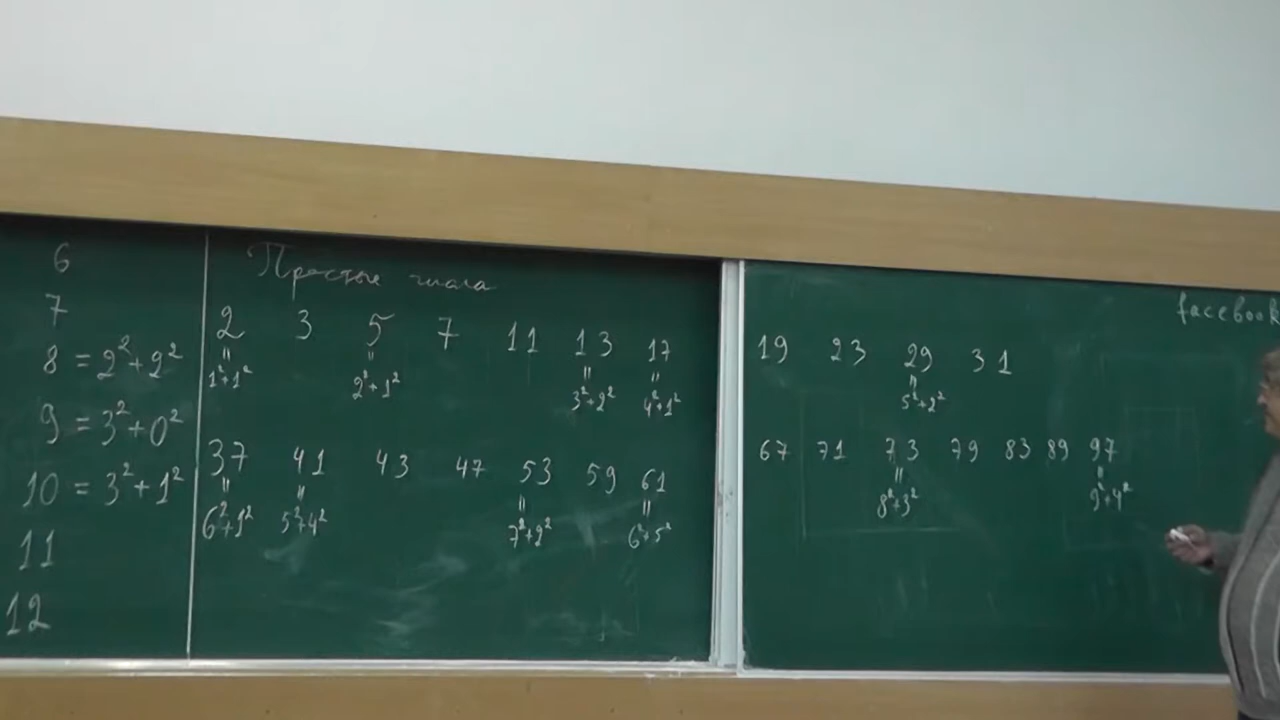 6
7
8 = 2² + 2²
9 = 3² + 0²
10 = 3² + 1²
11
12
Простые числа
2 3 5 7 11 13 17
= = = =
1²+1² 2²+1² 3²+2² 4²+1²
37 41 43 47 53 59 61
= = = =
6²+1² 5²+4² 7²+2² 6²+5²
facebook
19 23 29 31
=
5²+2²
67 71 73 79 83 89 97
= =
8²+3² 9²+4²